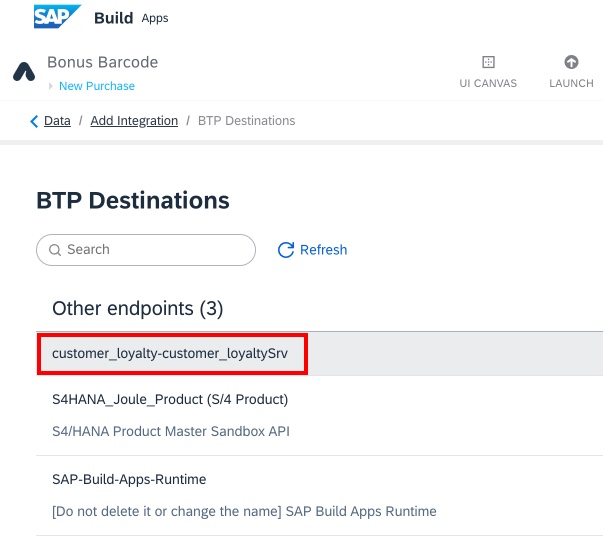 SAP Build Apps
Bonus Barcode
New Purchase
UI CANVAS
LAUNCH
Data / Add Integration / BTP Destinations
BTP Destinations
Search
Refresh
Other endpoints (3)
customer_loyalty-customer_loyaltySrv
S4HANA_Joule_Product (S/4 Product)
S4/HANA Product Master Sandbox API
SAP-Build-Apps-Runtime
[Do not delete it or change the name] SAP Build Apps Runtime